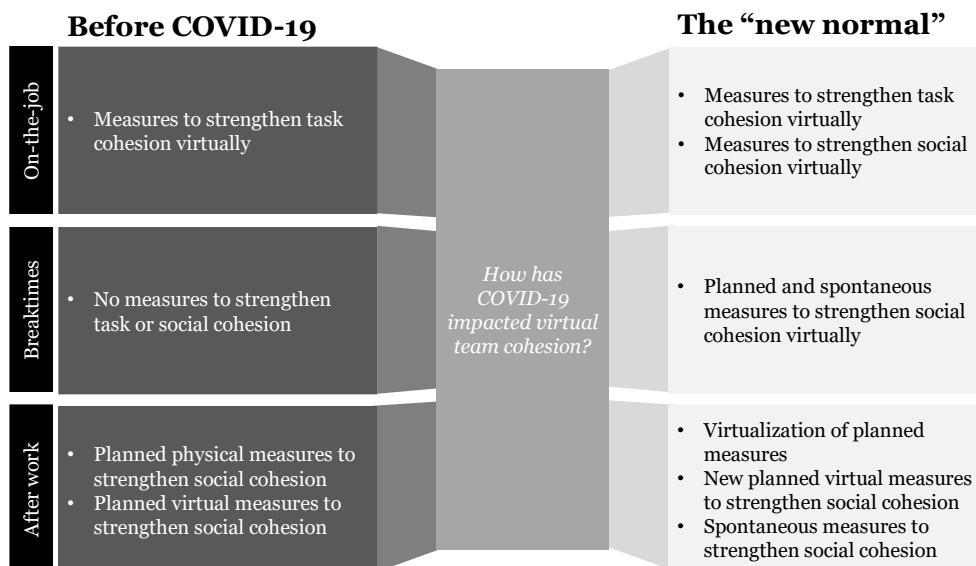 Before COVID-19
The “new normal”
On-the-job
• Measures to strengthen task
cohesion virtually
• Measures to strengthen task
cohesion virtually
• Measures to strengthen social
cohesion virtually
Breaktimes
• No measures to strengthen
task or social cohesion
How has
COVID-19
impacted virtual
team cohesion?
• Planned and spontaneous
measures to strengthen social
cohesion virtually
After work
• Planned physical measures to
strengthen social cohesion
• Planned virtual measures to
strengthen social cohesion
• Virtualization of planned
measures
• New planned virtual measures
to strengthen social cohesion
• Spontaneous measures to
strengthen social cohesion